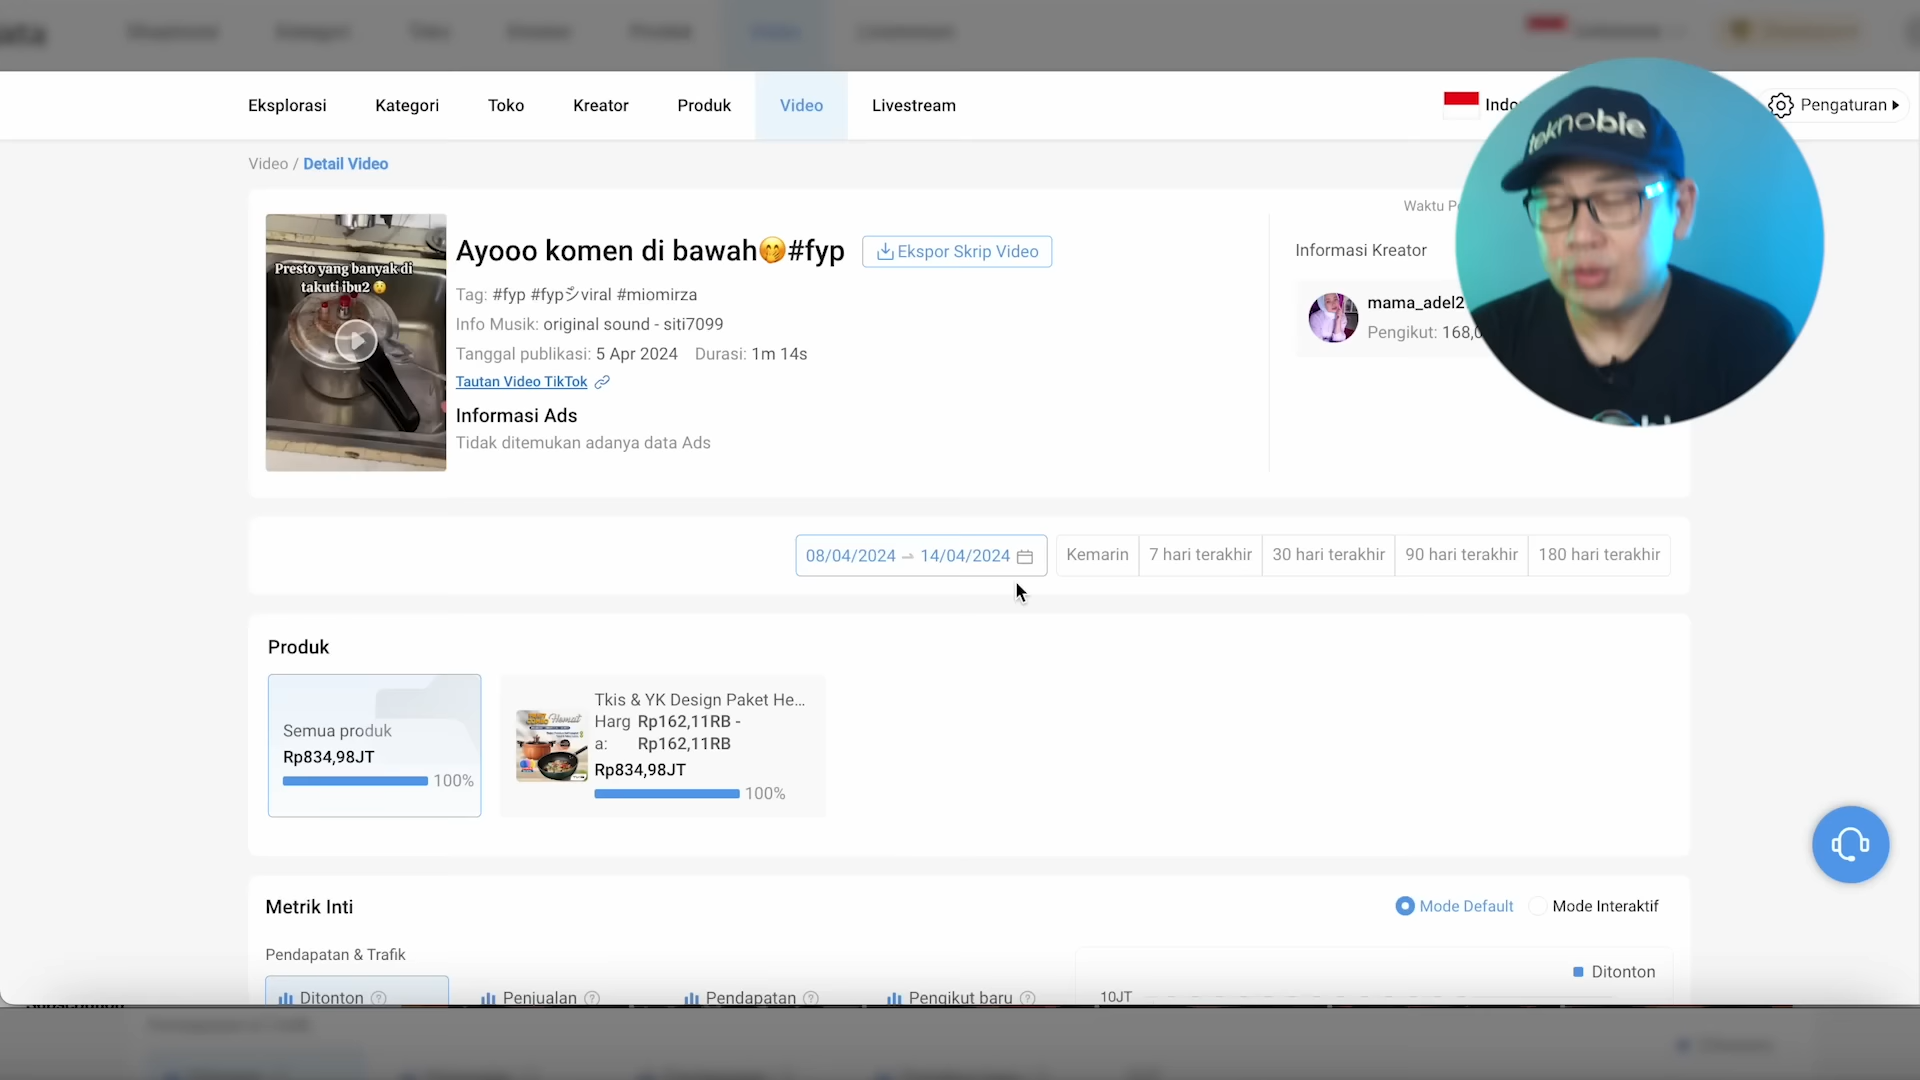 Eksplorasi
Kategori
Toko
Kreator
Produk
Video
Livestream
Pengaturan
teknobie
Video / Detail Video
Presto yang banyak di
takuti ibu2 😯
Ayooo komen di bawah🤭#fyp
Ekspor Skrip Video
Tag: #fyp #fypシviral #miomirza
Info Musik: original sound - siti7099
Tanggal publikasi: 5 Apr 2024 Durasi: 1m 14s
Tautan Video TikTok
Informasi Ads
Tidak ditemukan adanya data Ads
Waktu
Informasi Kreator
mama_adel2
Pengikut: 168,0
08/04/2024 → 14/04/2024
Kemarin
7 hari terakhir
30 hari terakhir
90 hari terakhir
180 hari terakhir
Produk
Semua produk
Rp834,98JT
100%
Tkis & YK Design Paket He...
Harg Rp162,11RB -
a: Rp162,11RB
Rp834,98JT
100%
Metrik Inti
Mode Default
Mode Interaktif
Pendapatan & Trafik
Ditonton
Penjualan
Pendapatan
Pengikut baru
Ditonton
10JT